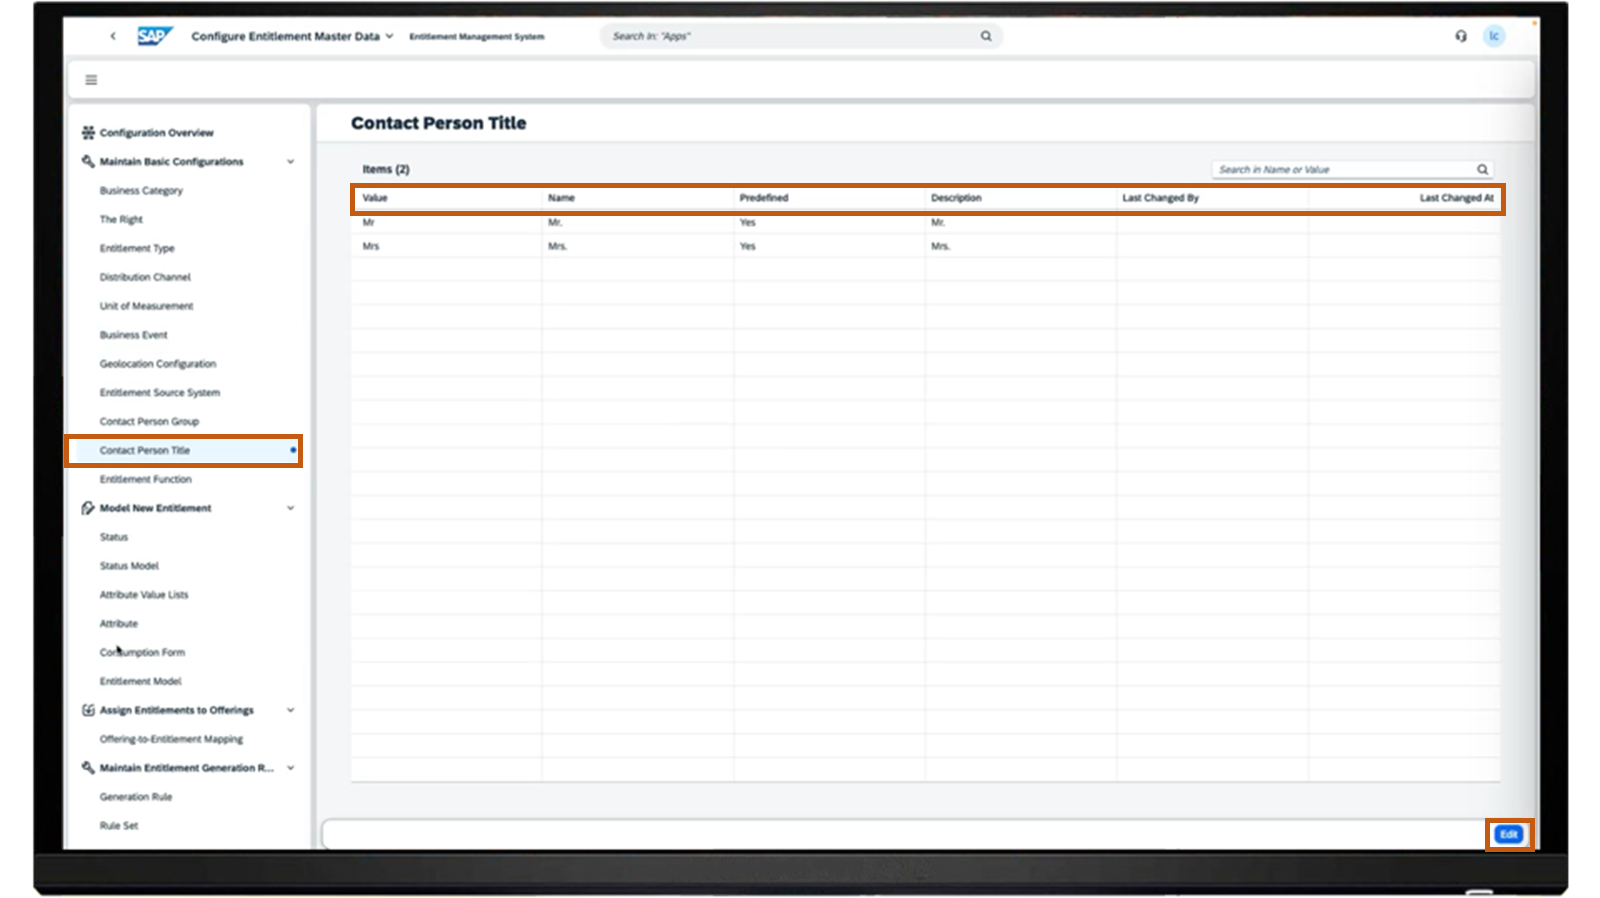 SAP Configure Entitlement Master Data Entitlement Management System Search In: "Apps" lc
Configuration Overview
Maintain Basic Configurations
Business Category
The Right
Entitlement Type
Distribution Channel
Unit of Measurement
Business Event
Geolocation Configuration
Entitlement Source System
Contact Person Group
Contact Person Title
Entitlement Function
Model New Entitlement
Status
Status Model
Attribute Value Lists
Attribute
Consumption Form
Entitlement Model
Assign Entitlements to Offerings
Offering-to-Entitlement Mapping
Maintain Entitlement Generation R...
Generation Rule
Rule Set
Contact Person Title
Items (2) Search in Name or Value
Value Name Predefined Description Last Changed By Last Changed At
Mr Mr. Yes Mr.
Mrs Mrs. Yes Mrs.
Edit